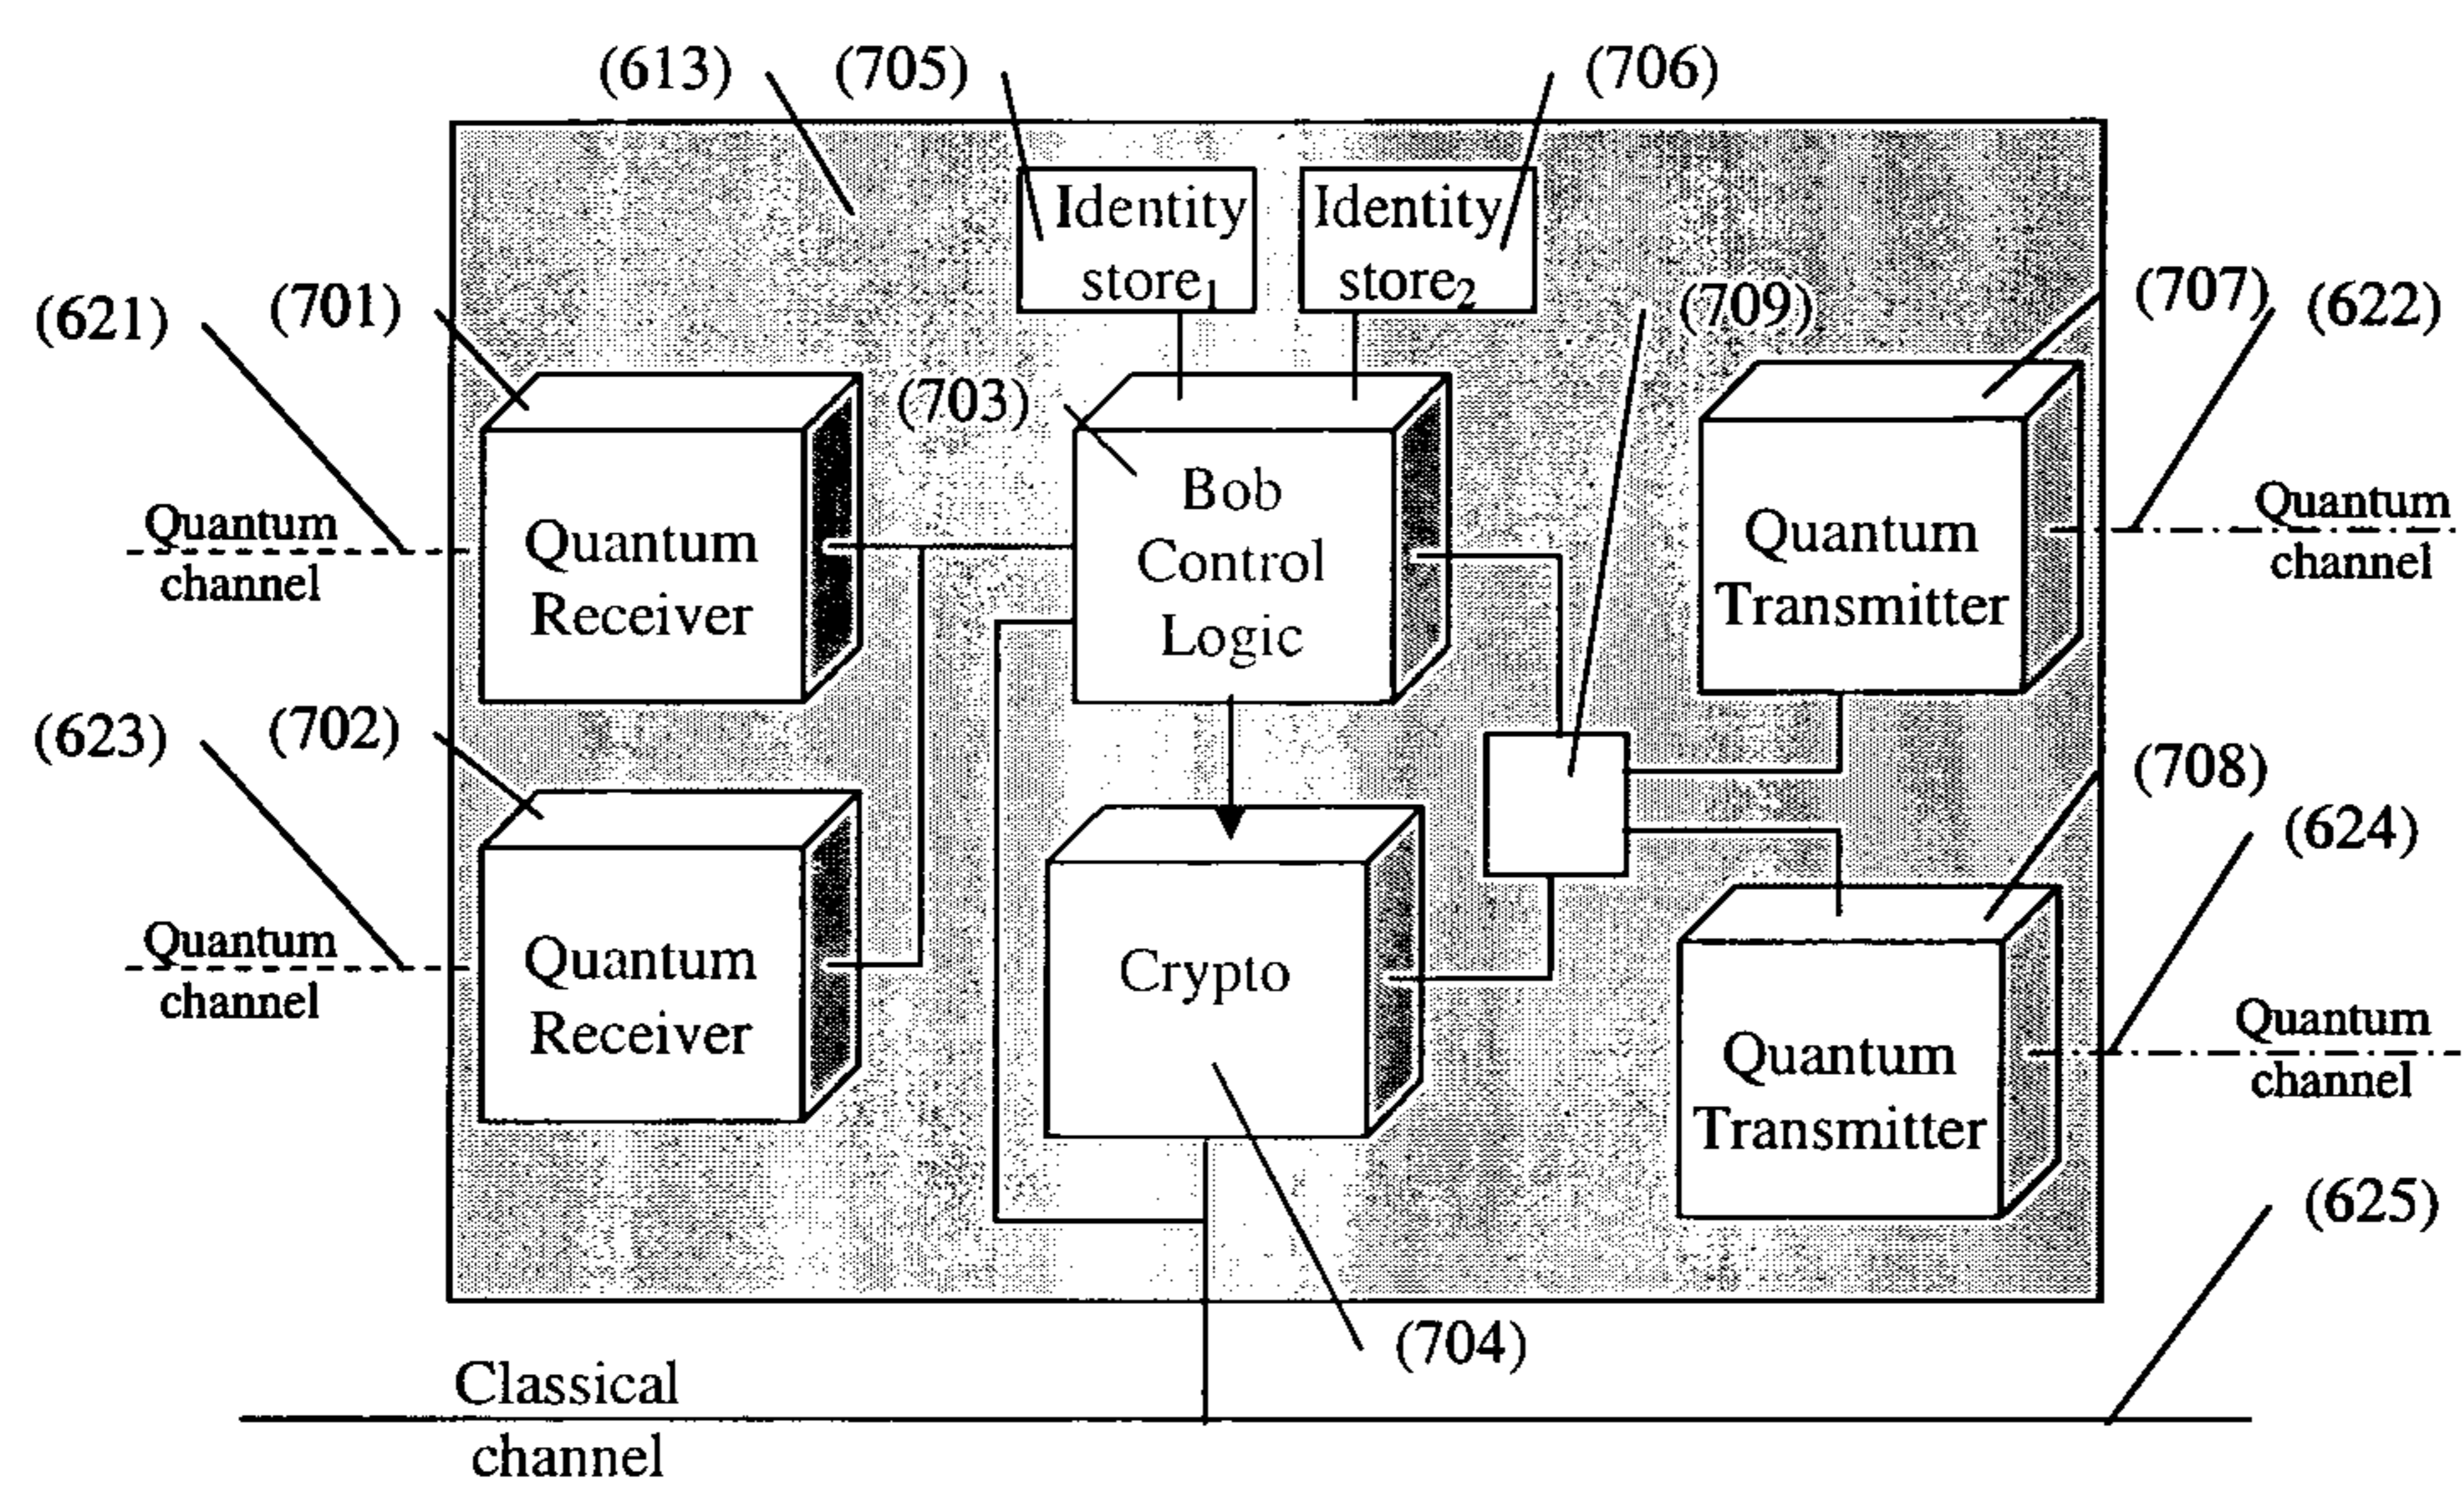 (613)
(705)
(706)
Identity
store1
Identity
store2
(621)
(701)
(703)
(709)
(707)
(622)
Quantum
channel
Quantum
Receiver
Bob
Control
Logic
Quantum
Transmitter
Quantum
channel
(623)
(702)
(708)
(624)
Quantum
channel
Quantum
Receiver
Crypto
Quantum
Transmitter
Quantum
channel
(625)
(704)
Classical
channel